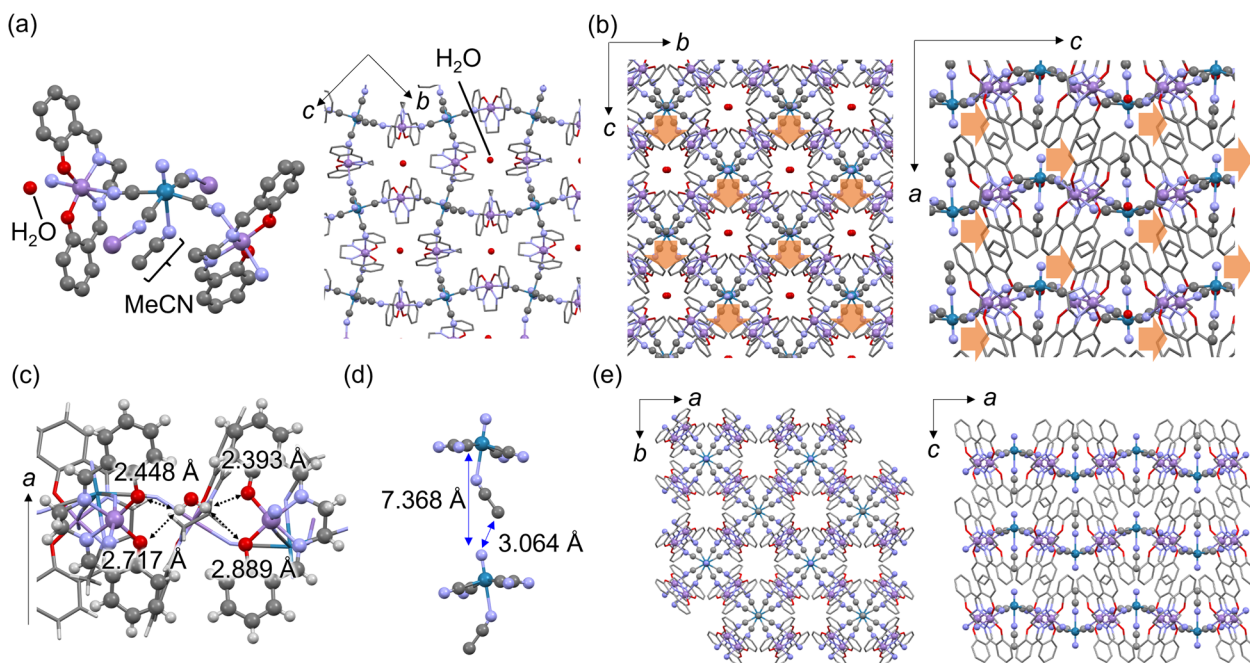 (a)
H₂O
MeCN
c
b
H₂O
(b)
b
c
c
a
(c)
a
2.448 Å
2.393 Å
2.717 Å
2.889 Å
(d)
7.368 Å
3.064 Å
(e)
a
b
a
c